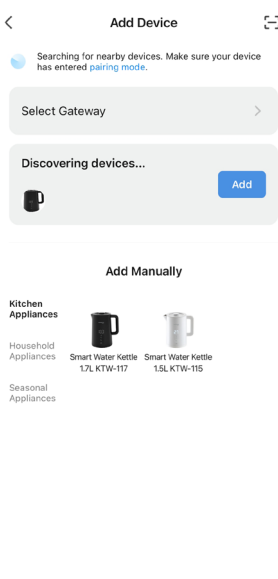 Add Device
Searching for nearby devices. Make sure your device
has entered pairing mode.
Select Gateway
Discovering devices...
Add
Add Manually
Kitchen
Appliances
Household
Appliances
Seasonal
Appliances
Smart Water Kettle
1.7L KTW-117
Smart Water Kettle
1.5L KTW-115